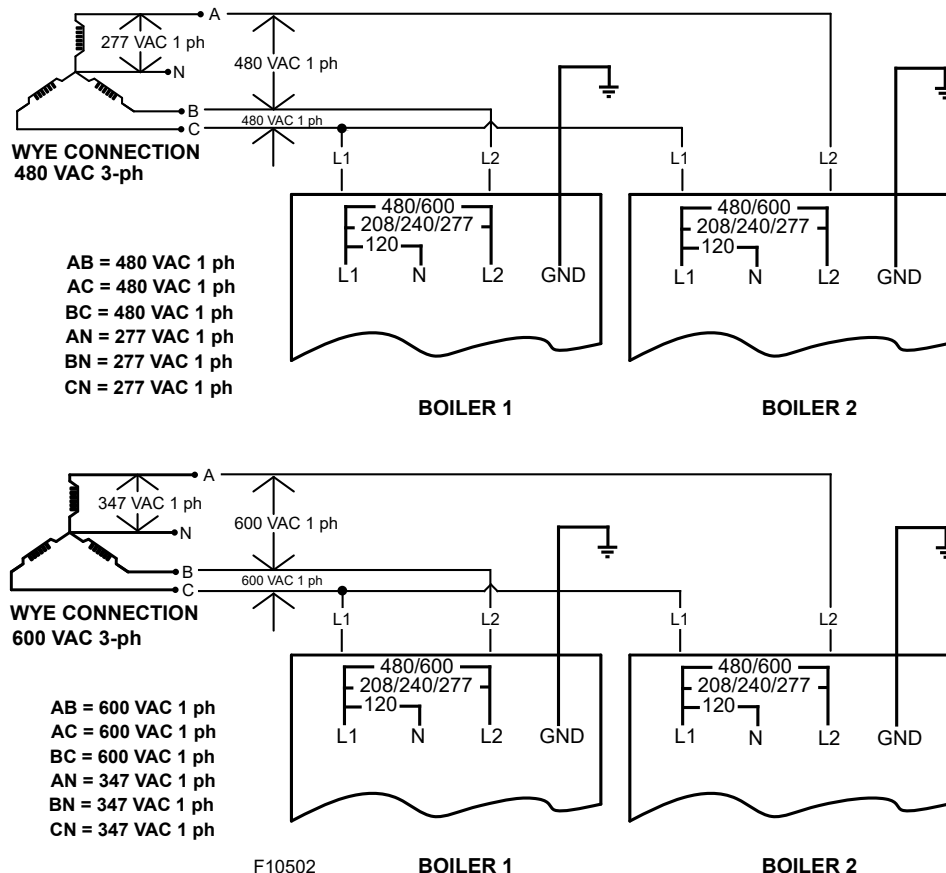 A
277 VAC 1 ph
480 VAC 1 ph
N
B
480 VAC 1 ph
C
WYE CONNECTION
480 VAC 3-ph
L1 L2 L1 L2
480/600 480/600
208/240/277 208/240/277
120 120
L1 N L2 GND L1 N L2 GND
AB = 480 VAC 1 ph
AC = 480 VAC 1 ph
BC = 480 VAC 1 ph
AN = 277 VAC 1 ph
BN = 277 VAC 1 ph
CN = 277 VAC 1 ph
BOILER 1 BOILER 2
A
347 VAC 1 ph
600 VAC 1 ph
N
B
600 VAC 1 ph
C
WYE CONNECTION
600 VAC 3-ph
L1 L2 L1 L2
480/600 480/600
208/240/277 208/240/277
120 120
L1 N L2 GND L1 N L2 GND
AB = 600 VAC 1 ph
AC = 600 VAC 1 ph
BC = 600 VAC 1 ph
AN = 347 VAC 1 ph
BN = 347 VAC 1 ph
CN = 347 VAC 1 ph
F10502 BOILER 1 BOILER 2